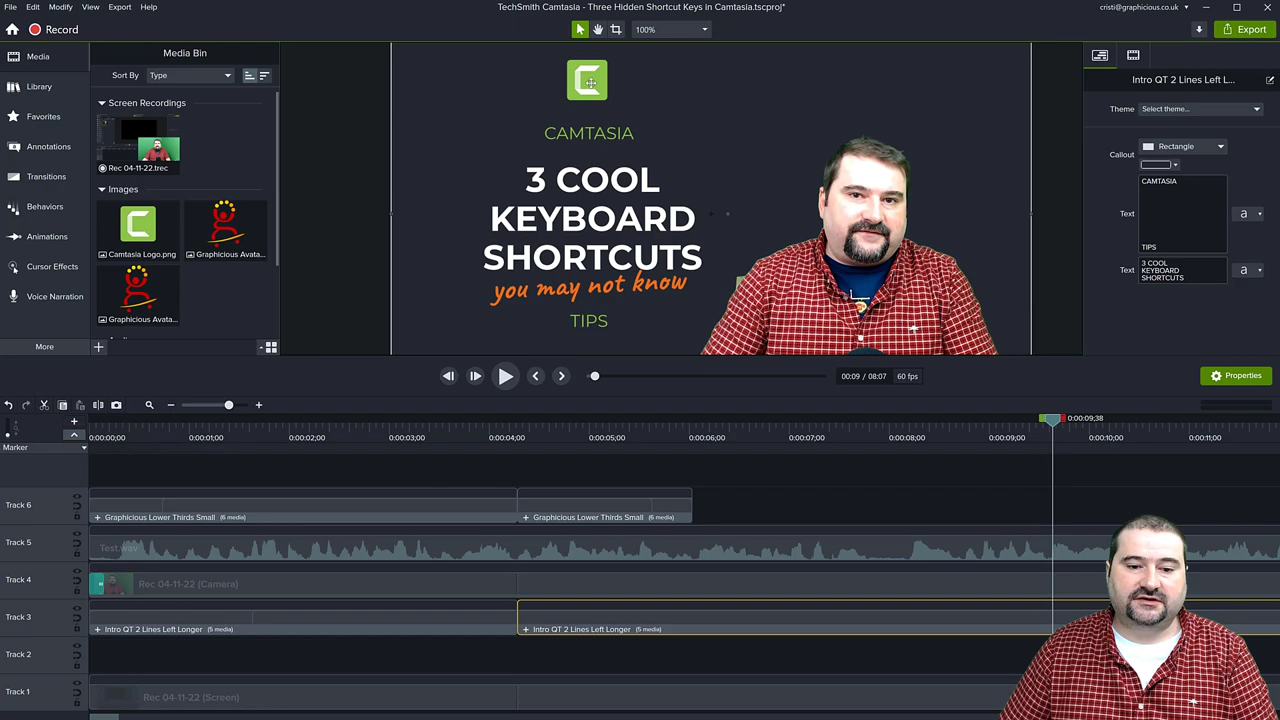 File Edit Modify View Export Help
TechSmith Camtasia - Three Hidden Shortcut Keys in Camtasia.tscproj*
cristi@graphicious.co.uk
Record
100%
Export
Media
Library
Favorites
Annotations
Transitions
Behaviors
Animations
Cursor Effects
Voice Narration
More
Media Bin
Sort By Type
Screen Recordings
Rec 04-11-22.trec
Images
Camtasia Logo.png
Graphicious Avata...
Graphicious Avata...
CAMTASIA
3 COOL
KEYBOARD
SHORTCUTS
you may not know
TIPS
Intro QT 2 Lines Left L...
Theme Select theme...
Callout Rectangle
Text
CAMTASIA
TIPS
a
Text
3 COOL
KEYBOARD
SHORTCUTS
a
00:09 / 08:07 60 fps
Properties
0:00:09;38
0:00:00;00 0:00:01;00 0:00:02;00 0:00:03;00 0:00:04;00 0:00:05;00 0:00:06;00 0:00:07;00 0:00:08;00 0:00:09;00 0:00:10;00 0:00:11;00
Marker
Track 6
+ Graphicious Lower Thirds Small (6 media)
+ Graphicious Lower Thirds Small (6 media)
Track 5
Test.wav
Track 4
Rec 04-11-22 (Camera)
Track 3
+ Intro QT 2 Lines Left Longer (5 media)
+ Intro QT 2 Lines Left Longer (5 media)
Track 2
Track 1
Rec 04-11-22 (Screen)